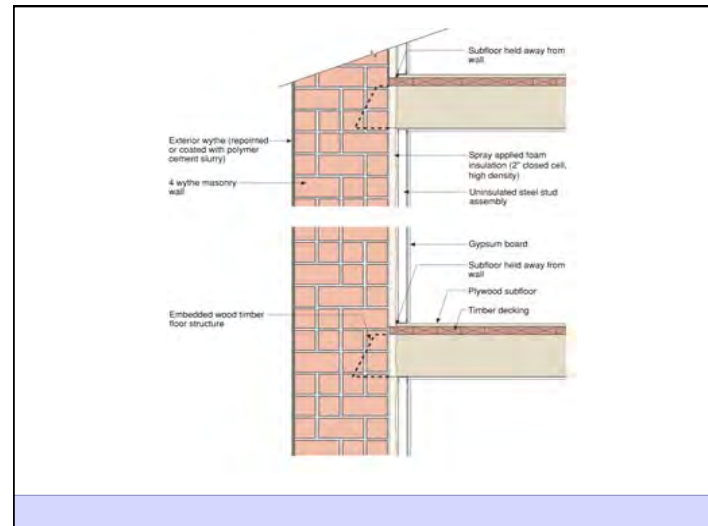 Subfloor held away from
wall
Exterior wythe (repointed
or coated with polymer
cement slurry)
Spray applied foam
insulation (2" closed cell,
high density)
4 wythe masonry
wall
Uninsulated steel stud
assembly
Gypsum board
Subfloor held away from
wall
Plywood subfloor
Embedded wood timber
floor structure
Timber decking